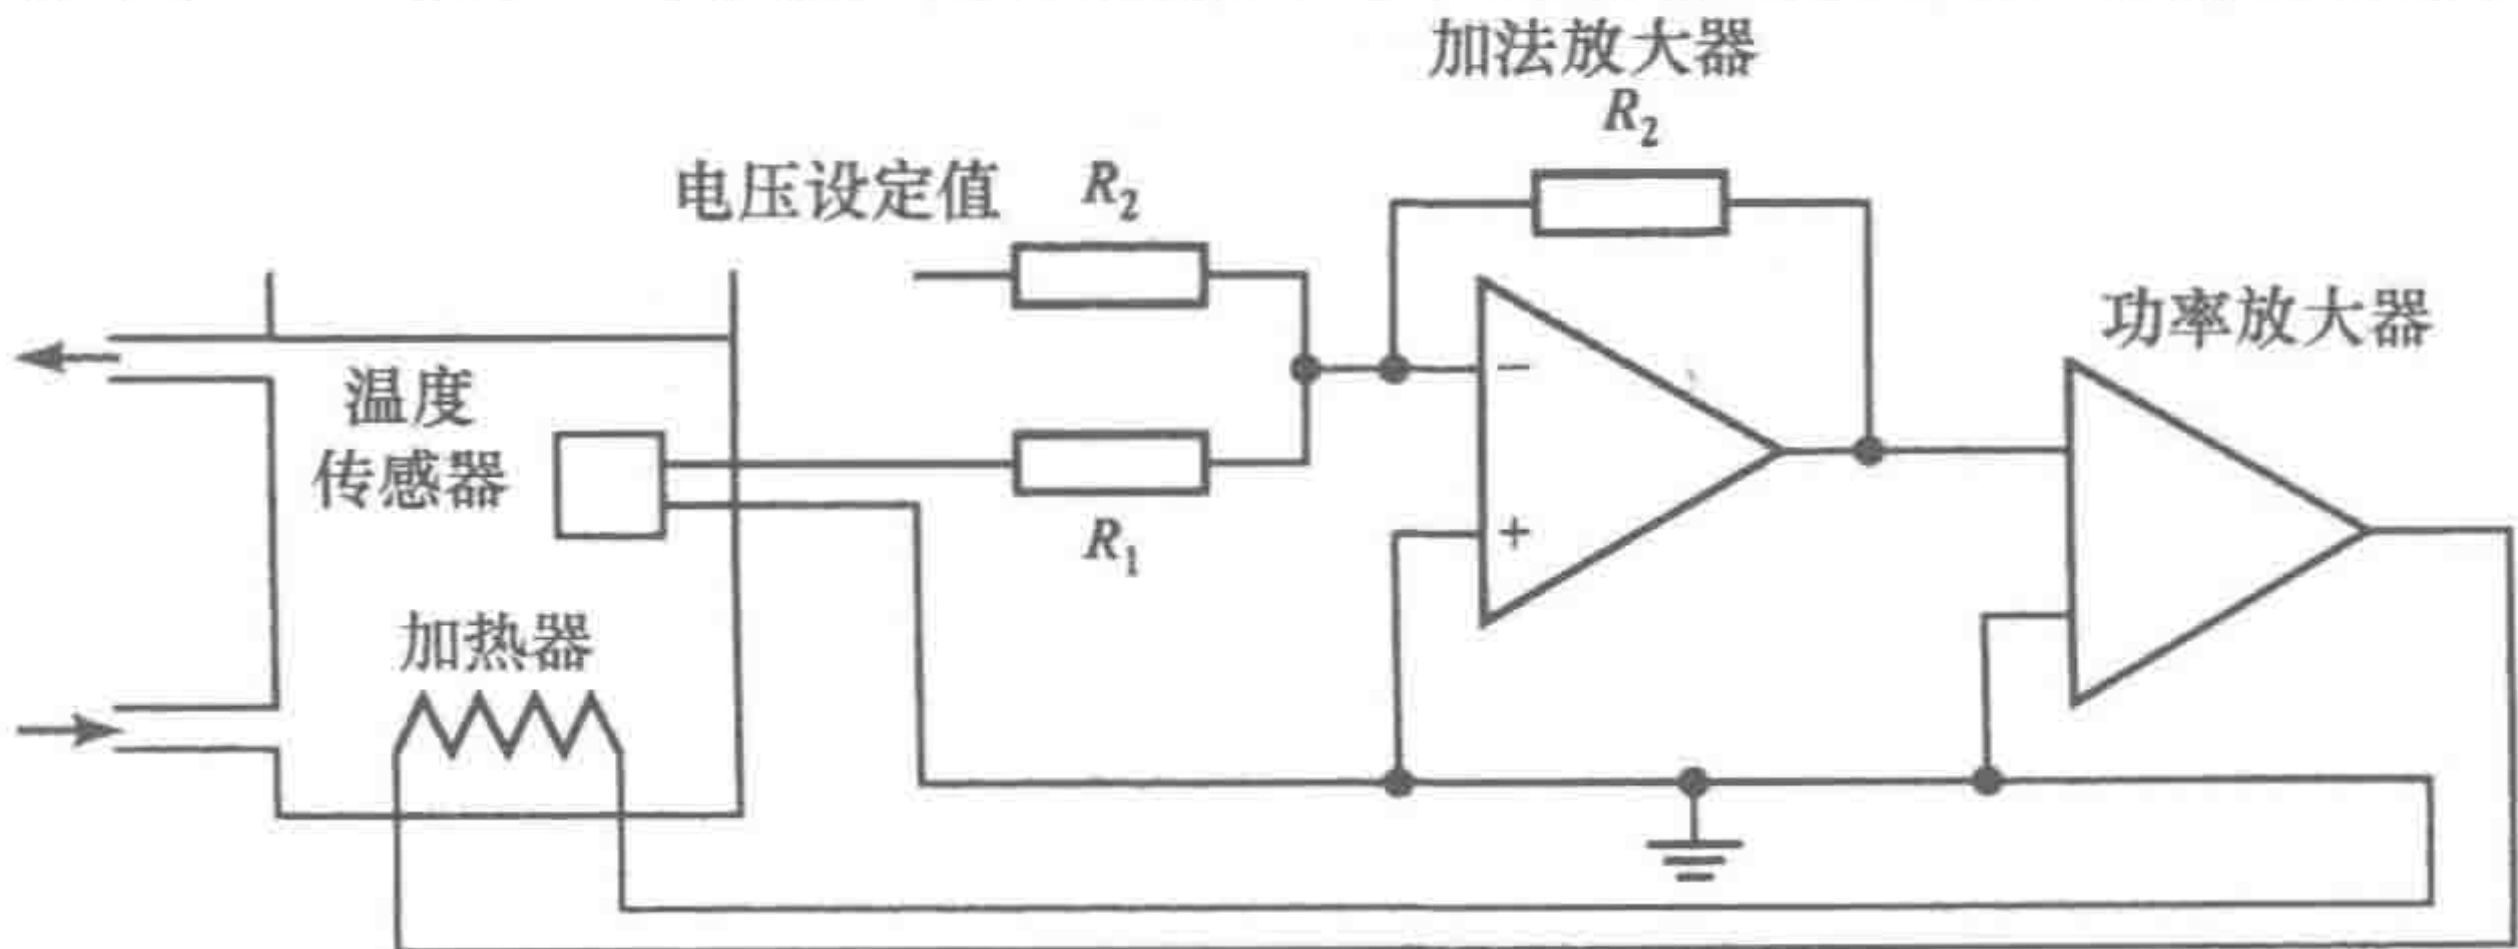 加法放大器
R₂
电压设定值
R₂
功率放大器
温度
传感器
−
+
R₁
加热器